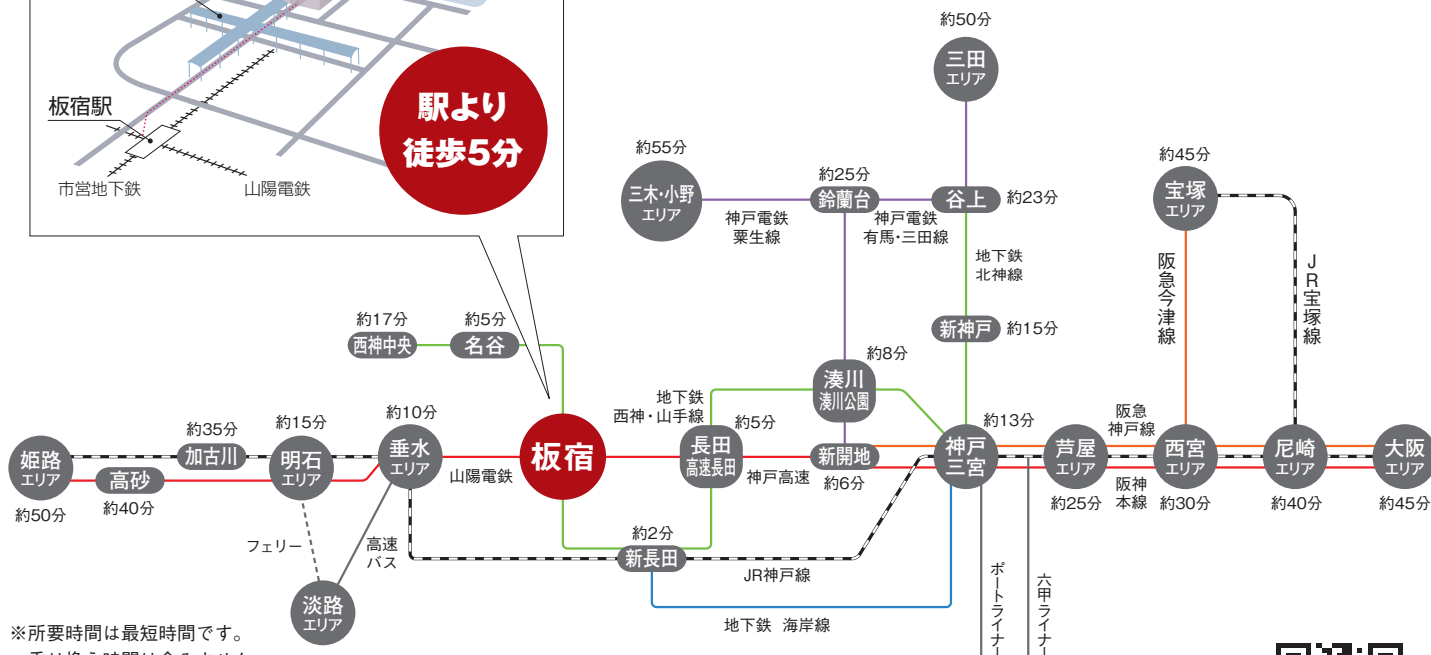 板宿駅
市営地下鉄
山陽電鉄
駅より
徒歩5分
約50分
三田
エリア
約55分
三木・小野
エリア
約25分
鈴蘭台
谷上
約23分
神戸電鉄
粟生線
神戸電鉄
有馬・三田線
地下鉄
北神線
約45分
宝塚
エリア
阪急今津線
JR宝塚線
約17分
西神中央
約5分
名谷
新神戸
約15分
約8分
湊川
湊川公園
地下鉄
西神・山手線
約50分
姫路
エリア
約35分
加古川
高砂
約40分
約15分
明石
エリア
約10分
垂水
エリア
山陽電鉄
板宿
約5分
長田
高速長田
神戸高速
新開地
約6分
約13分
神戸
三宮
芦屋
エリア
約25分
阪急
神戸線
阪神
本線
西宮
エリア
約30分
尼崎
エリア
約40分
大阪
エリア
約45分
フェリー
高速
バス
淡路
エリア
約2分
新長田
JR神戸線
地下鉄 海岸線
ポートライナー
六甲ライナー
※所要時間は最短時間です。